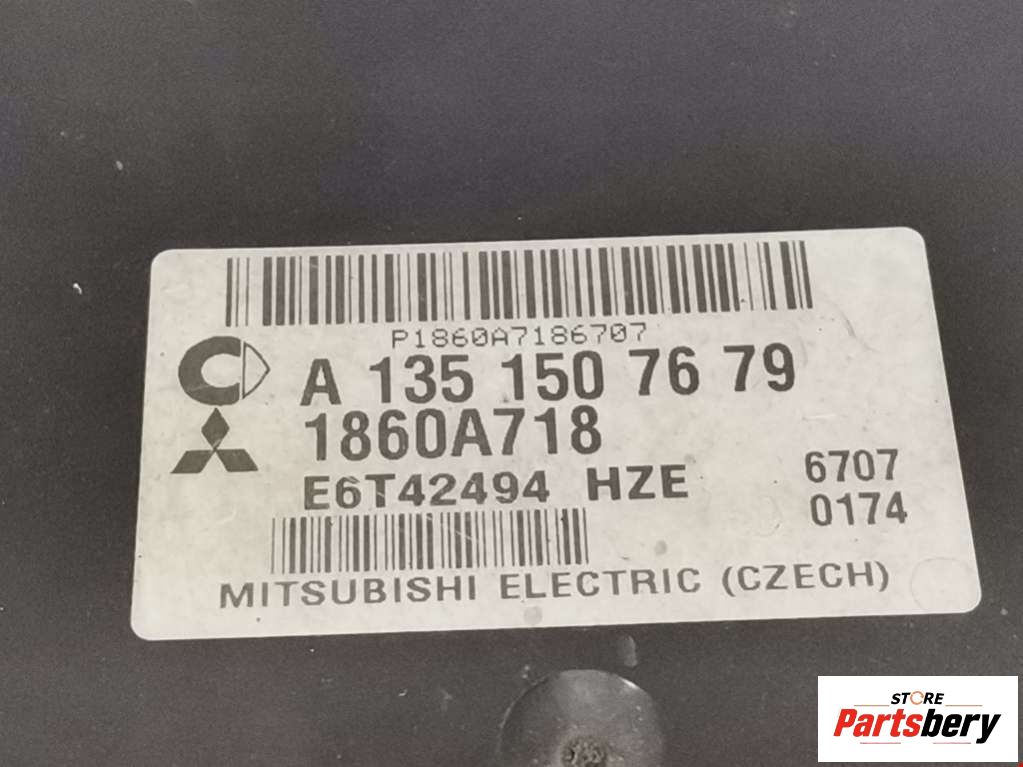 P1860A7186707
A 135 150 76 79
1860A718
E6T42494 HZE
6707
0174
MITSUBISHI ELECTRIC (CZECH)
STORE
Partsbery